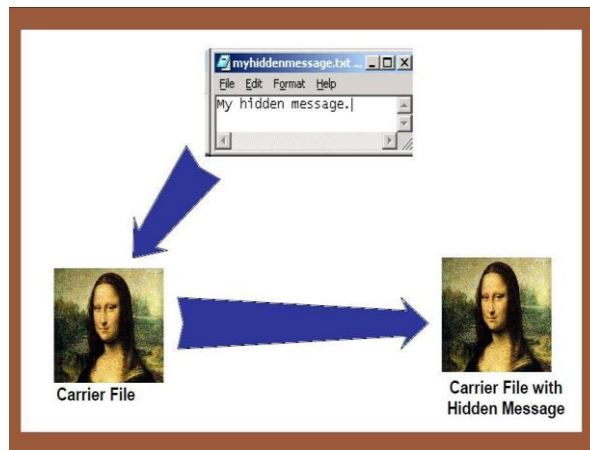 myhiddenmessage.txt ...
File Edit Format Help
My hidden message.
Carrier File
Carrier File with
Hidden Message